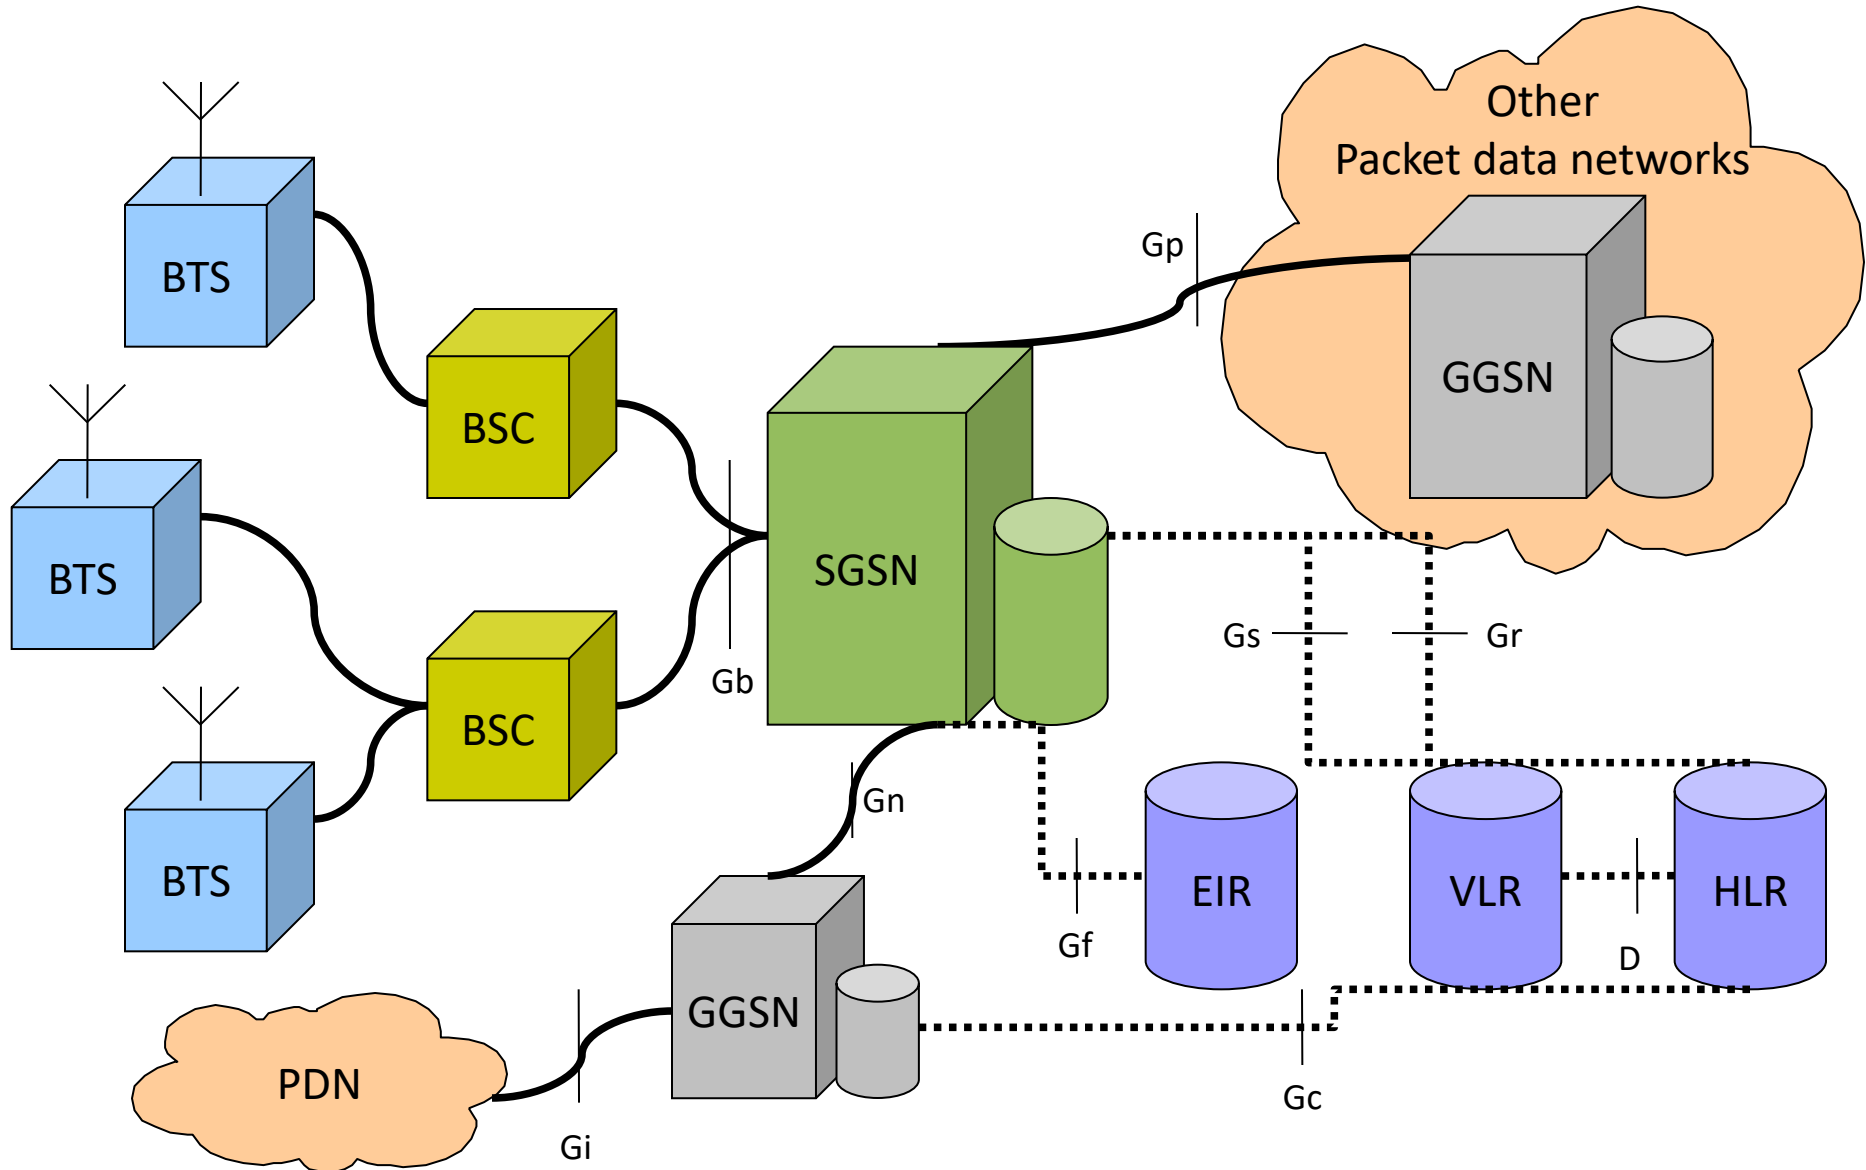 Other
Packet data networks
BTS
Gp
GGSN
BSC
BTS
SGSN
Gs
Gr
Gb
BSC
Gn
BTS
EIR
VLR
HLR
Gf
D
GGSN
PDN
Gc
Gi